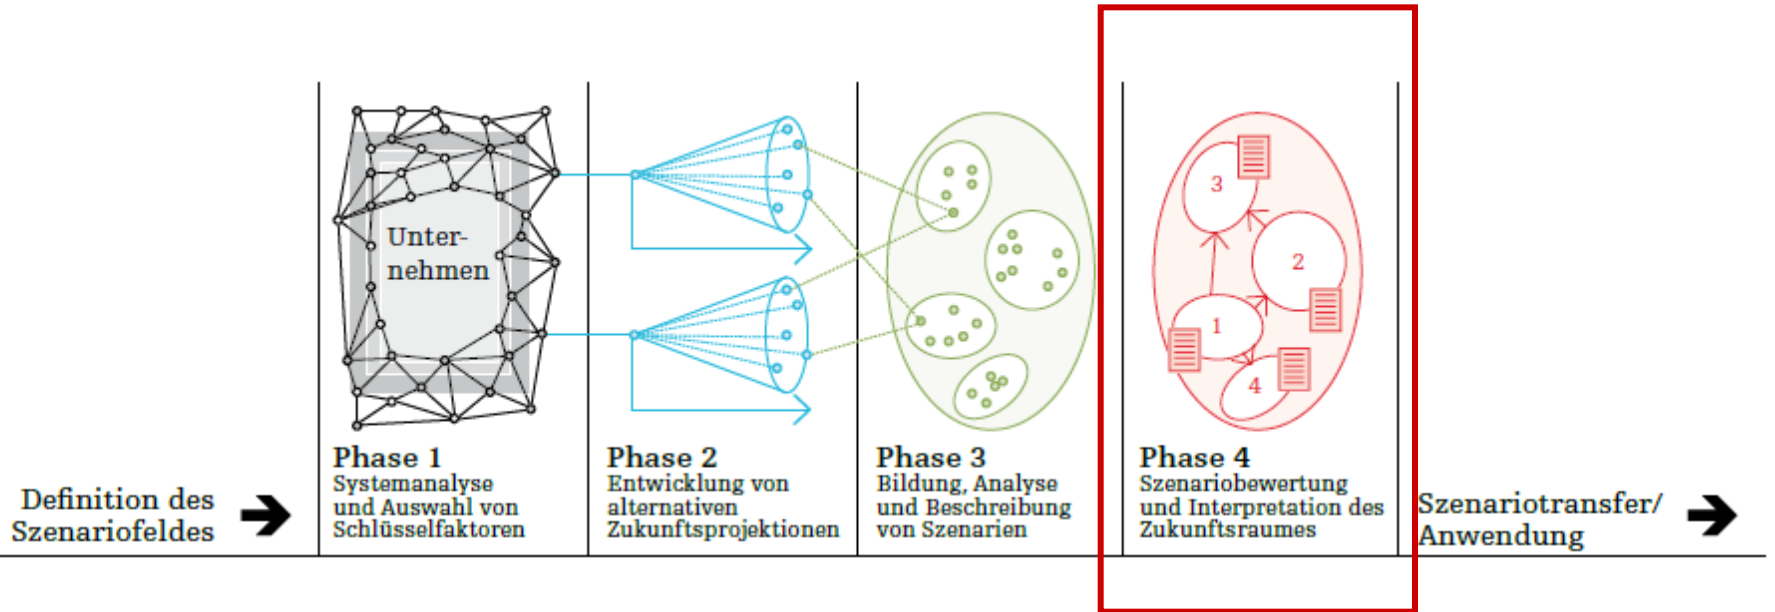 Unter-
nehmen
3
2
1
4
Definition des
Szenariofeldes
Phase 1
Systemanalyse
und Auswahl von
Schlüsselfaktoren
Phase 2
Entwicklung von
alternativen
Zukunftsprojektionen
Phase 3
Bildung, Analyse
und Beschreibung
von Szenarien
Phase 4
Szenariobewertung
und Interpretation des
Zukunftsraumes
Szenariotransfer/
Anwendung